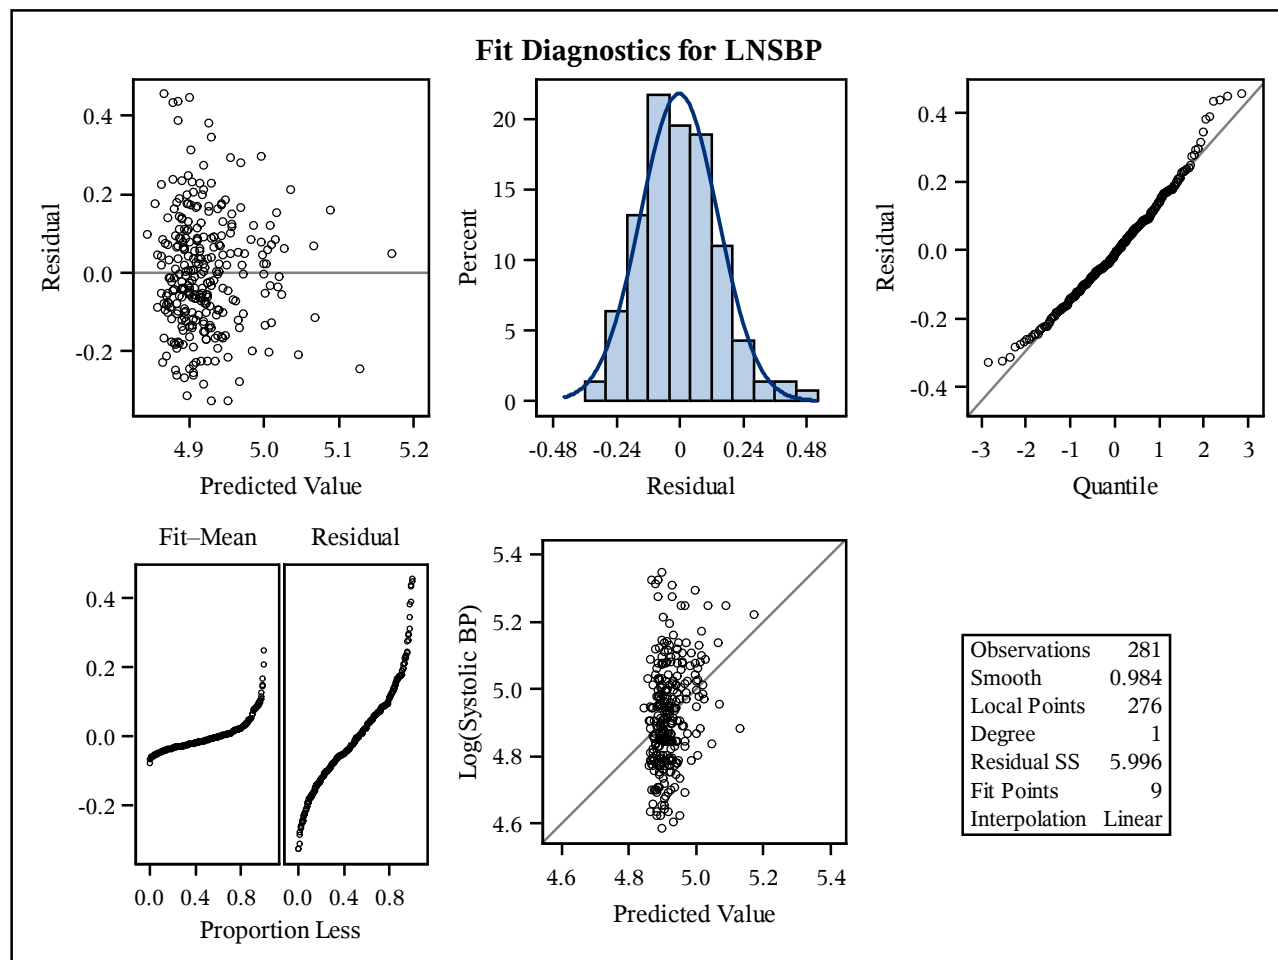 Fit Diagnostics for LNSBP
0.4
0.2
0.0
-0.2
Residual
4.9 5.0 5.1 5.2
Predicted Value
20
15
10
5
0
Percent
-0.48 -0.24 0 0.24 0.48
Residual
0.4
0.2
0.0
-0.2
-0.4
Residual
-3 -2 -1 0 1 2 3
Quantile
Fit–Mean Residual
0.4
0.2
0.0
-0.2
0.0 0.4 0.8 0.0 0.4 0.8
Proportion Less
5.4
5.2
5.0
4.8
4.6
Log(Systolic BP)
4.6 4.8 5.0 5.2 5.4
Predicted Value
Observations 281
Smooth 0.984
Local Points 276
Degree 1
Residual SS 5.996
Fit Points 9
Interpolation Linear